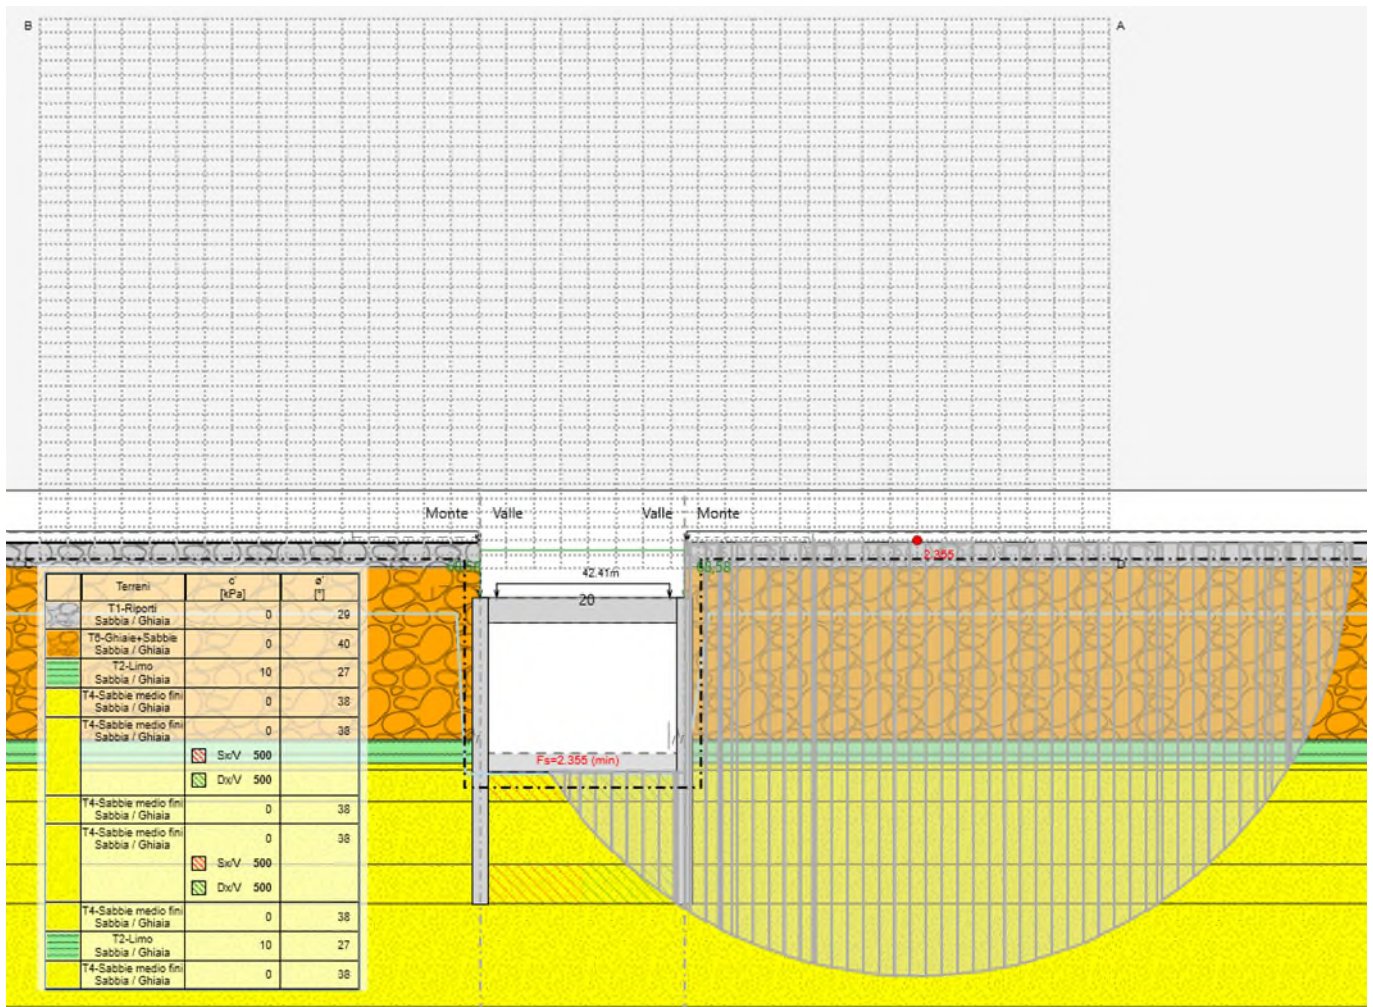 B
A
Monte
Valle
Valle
Monte
2.355
D
42.41m
20
Fs=2.355 (min)
Terreni
c'
[kPa]
ø'
[°]
T1-Riporti
Sabbia / Ghiaia
0
29
T6-Ghiaie+Sabbie
Sabbia / Ghiaia
0
40
T2-Limo
Sabbia / Ghiaia
10
27
T4-Sabbie medio fini
Sabbia / Ghiaia
0
38
T4-Sabbie medio fini
Sabbia / Ghiaia
0
38
Sx/V 500
Dx/V 500
T4-Sabbie medio fini
Sabbia / Ghiaia
0
38
T4-Sabbie medio fini
Sabbia / Ghiaia
0
38
Sx/V 500
Dx/V 500
T4-Sabbie medio fini
Sabbia / Ghiaia
0
38
T2-Limo
Sabbia / Ghiaia
10
27
T4-Sabbie medio fini
Sabbia / Ghiaia
0
38